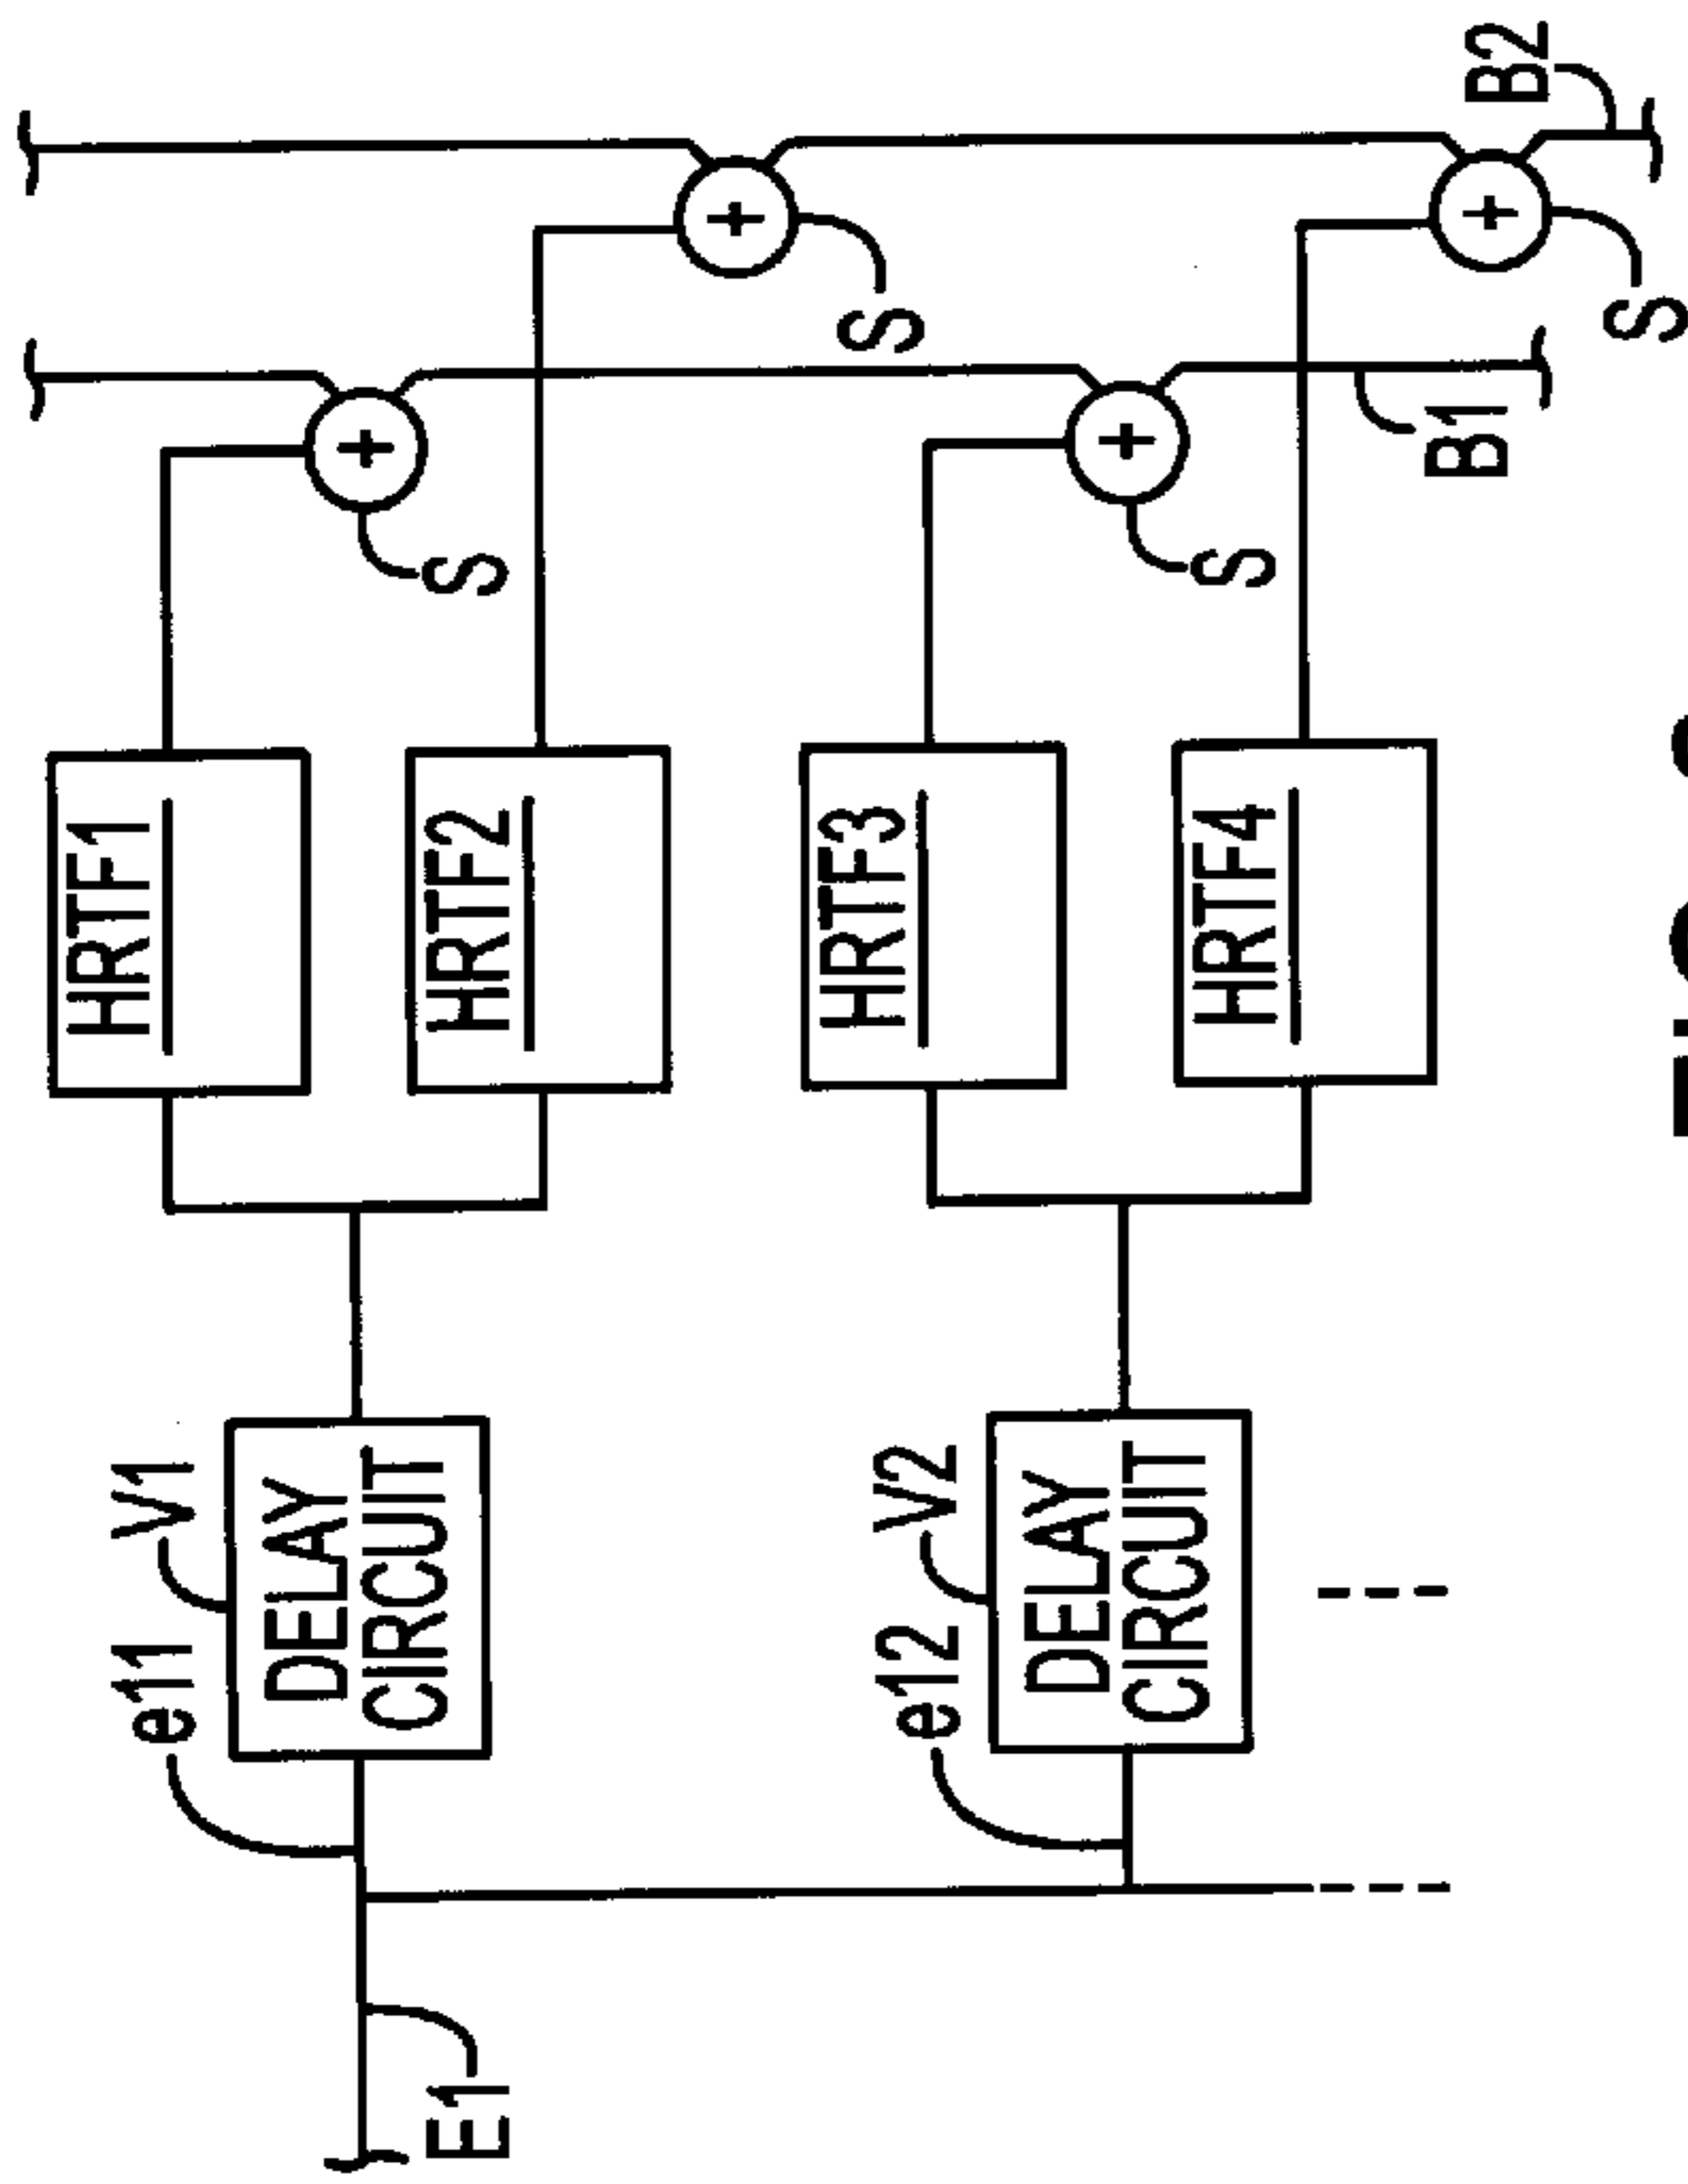 E1
e11
V1
DELAY
CIRCUIT
HRTF1
HRTF2
S
S
e12
V2
DELAY
CIRCUIT
HRTF3
HRTF4
S
S
B1
B2